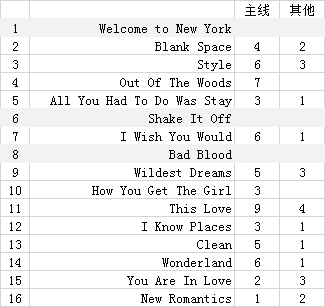 主线 其他
1 Welcome to New York
2 Blank Space 4 2
3 Style 6 3
4 Out Of The Woods 7
5 All You Had To Do Was Stay 3 1
6 Shake It Off
7 I Wish You Would 6 1
8 Bad Blood
9 Wildest Dreams 5 3
10 How You Get The Girl 3
11 This Love 9 4
12 I Know Places 3 1
13 Clean 5 1
14 Wonderland 6 1
15 You Are In Love 2 3
16 New Romantics 1 2